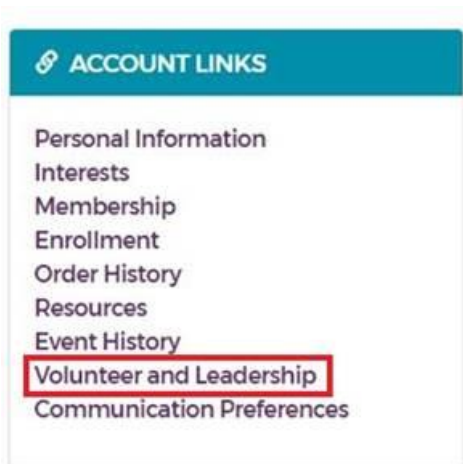 ACCOUNT LINKS
Personal Information
Interests
Membership
Enrollment
Order History
Resources
Event History
Volunteer and Leadership
Communication Preferences